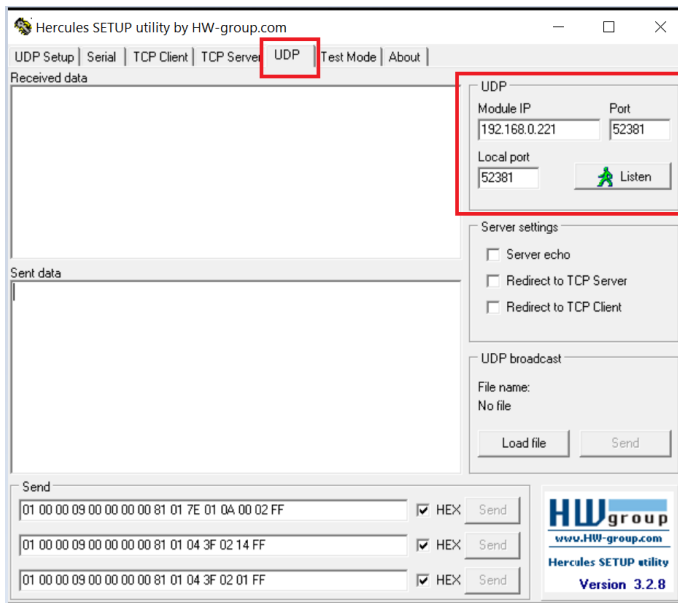 Hercules SETUP utility by HW-group.com
UDP Setup Serial TCP Client TCP Server UDP Test Mode About
Received data
UDP
Module IP Port
192.168.0.221 52381
Local port
52381 Listen
Server settings
Server echo
Redirect to TCP Server
Redirect to TCP Client
Sent data
UDP broadcast
File name:
No file
Load file Send
Send
01 00 00 09 00 00 00 00 81 01 7E 01 0A 00 02 FF HEX Send
01 00 00 09 00 00 00 00 81 01 04 3F 02 14 FF HEX Send
01 00 00 09 00 00 00 00 81 01 04 3F 02 01 FF HEX Send
HWgroup
www.HW-group.com
Hercules SETUP utility
Version 3.2.8